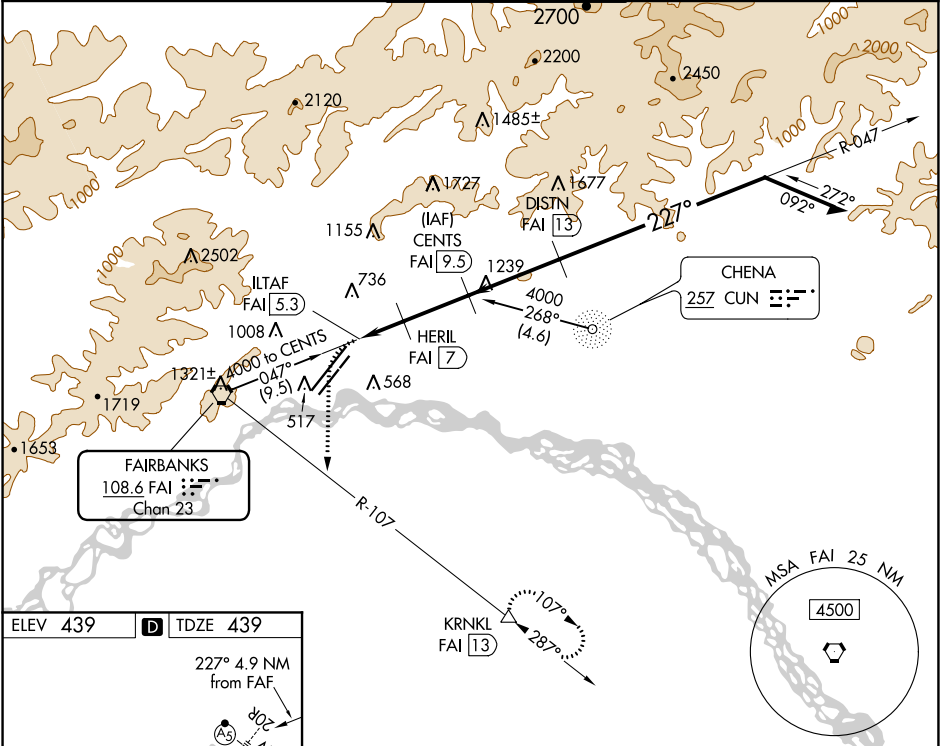 2700
2200
2450
1000
2000
2120
1485±
1000
1000
R-047
1727
1677
272°
092°
DISTN
FAI 13
227°
(IAF)
CENTS
FAI 9.5
1155
1000
2502
ILTAF
FAI 5.3
736
1239
4000
268°
(4.6)
CHENA
257 CUN
1008
4000 to CENTS
047°
(9.5)
HERIL
FAI 7
1321±
568
517
1719
1653
FAIRBANKS
108.6 FAI
Chan 23
R-107
MSA FAI 25 NM
4500
107°
287°
KRNKL
FAI 13
ELEV 439 D TDZE 439
227° 4.9 NM
from FAF
20R
A5